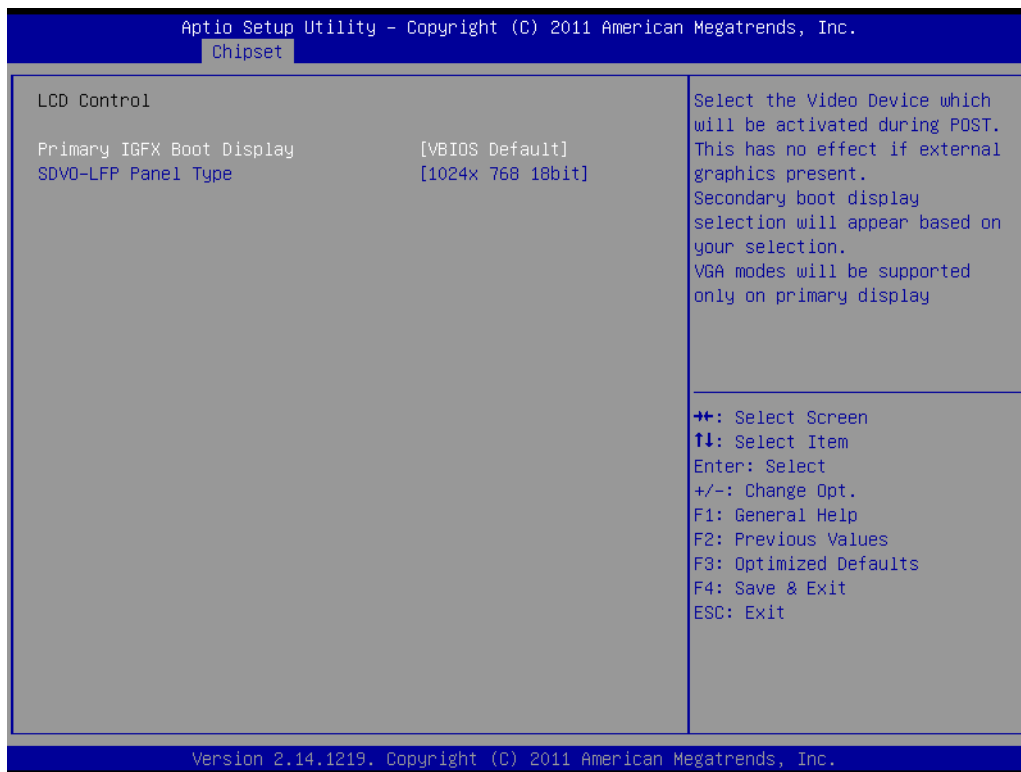 Aptio Setup Utility – Copyright (C) 2011 American Megatrends, Inc.
Chipset
LCD Control
Primary IGFX Boot Display [VBIOS Default]
SDVO-LFP Panel Type [1024x 768 18bit]
Select the Video Device which
will be activated during POST.
This has no effect if external
graphics present.
Secondary boot display
selection will appear based on
your selection.
VGA modes will be supported
only on primary display
→←: Select Screen
↑↓: Select Item
Enter: Select
+/-: Change Opt.
F1: General Help
F2: Previous Values
F3: Optimized Defaults
F4: Save & Exit
ESC: Exit
Version 2.14.1219. Copyright (C) 2011 American Megatrends, Inc.